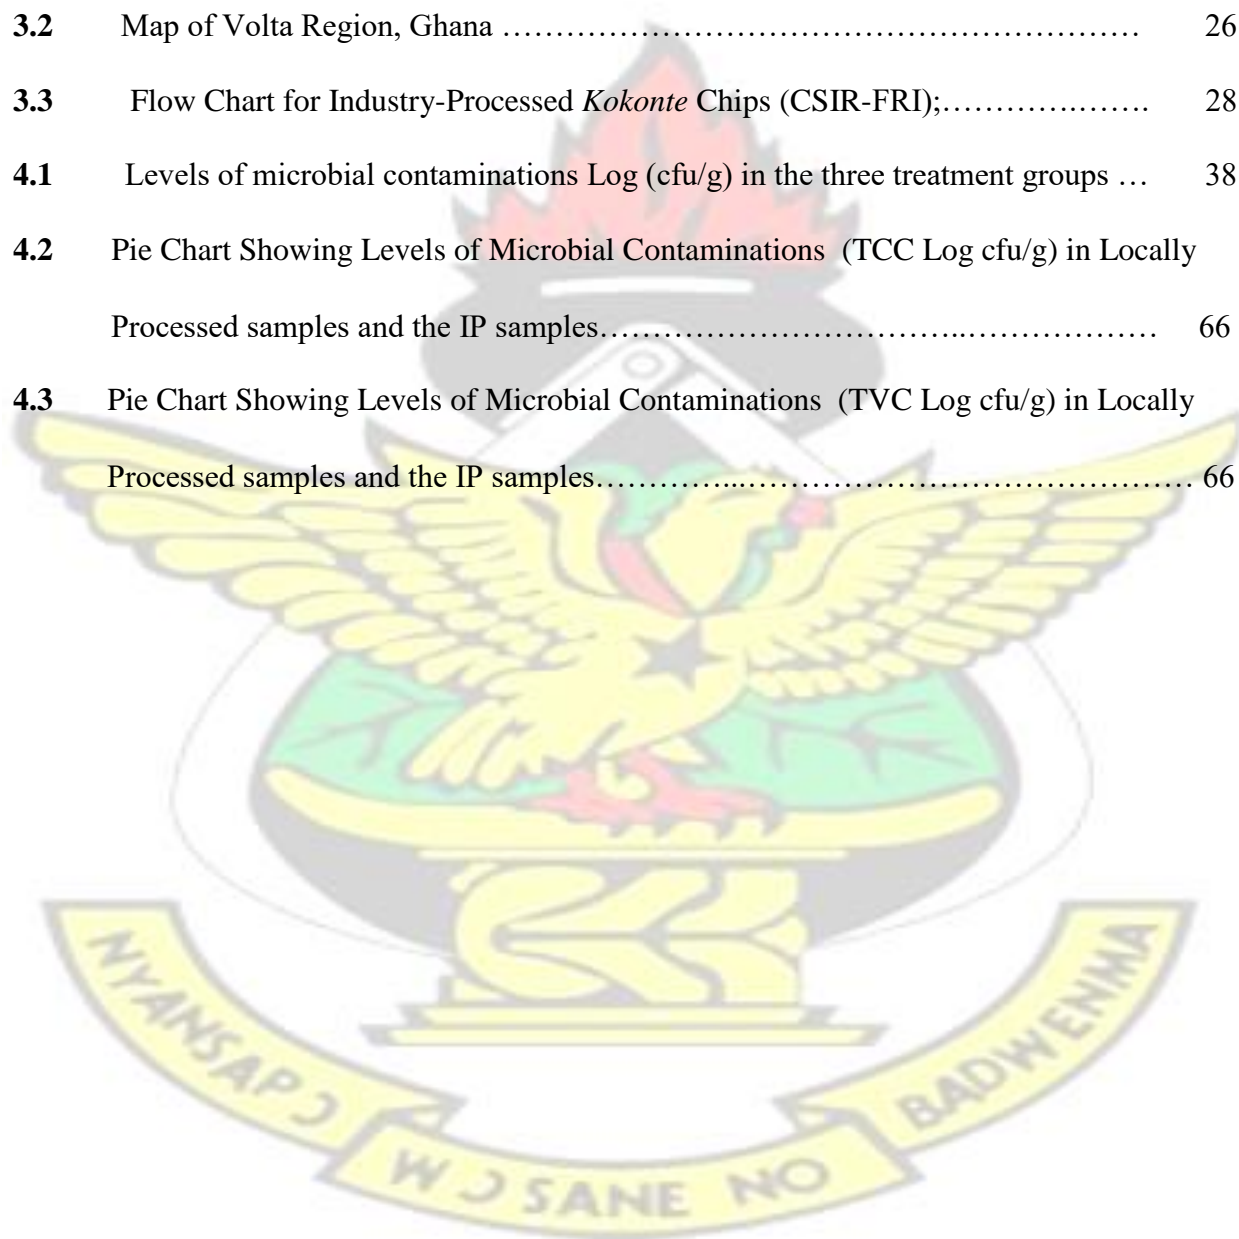 3.2 Map of Volta Region, Ghana ………………………………………………………… 26
3.3 Flow Chart for Industry-Processed Kokonte Chips (CSIR-FRI);………….……. 28
4.1 Levels of microbial contaminations Log (cfu/g) in the three treatment groups … 38
4.2 Pie Chart Showing Levels of Microbial Contaminations (TCC Log cfu/g) in Locally
Processed samples and the IP samples……………………………..……………… 66
4.3 Pie Chart Showing Levels of Microbial Contaminations (TVC Log cfu/g) in Locally
Processed samples and the IP samples…………...……………………………………… 66
NYANSAPƆ WƆ SANE NO BADWENMA